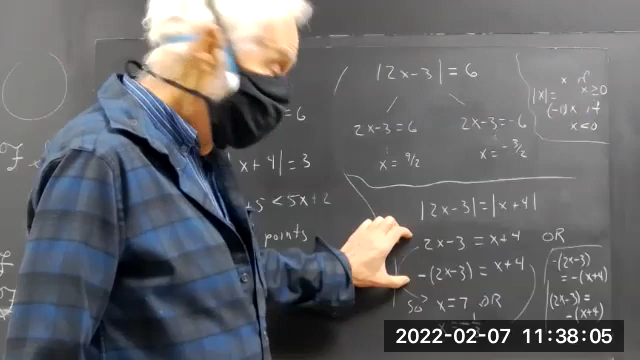 |2x-3| = 6
2x-3 = 6
2x-3 = -6
x = 9/2
x = -3/2
|x| =
x if x ≥ 0
(-1)x if x < 0
= 6
x + 4| = 3
+ 5 < 5x + 2
points
|2x-3| = |x+4|
2x-3 = x+4 OR
-(2x-3) = x+4
So x = 7 OR
-(2x-3)
= -(x+4)
(2x-3) =
-(x+4)
2022-02-07 11:38:05